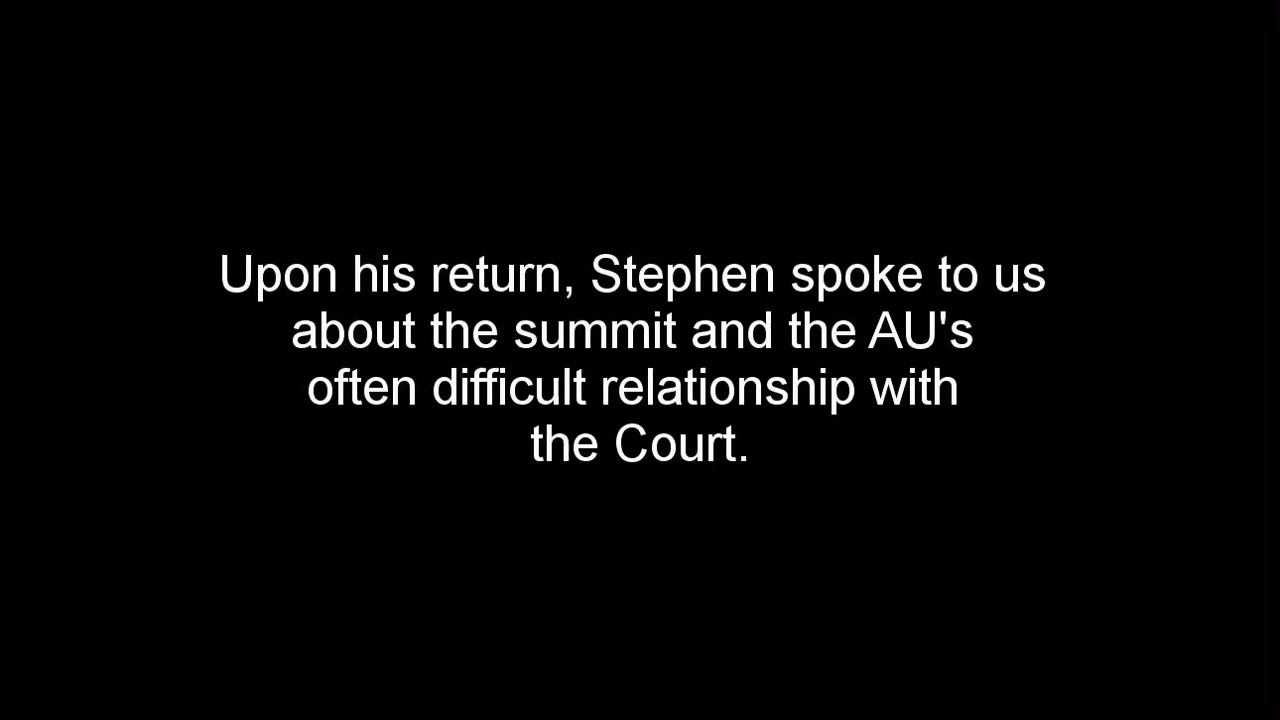 Upon his return, Stephen spoke to us
about the summit and the AU's
often difficult relationship with
the Court.